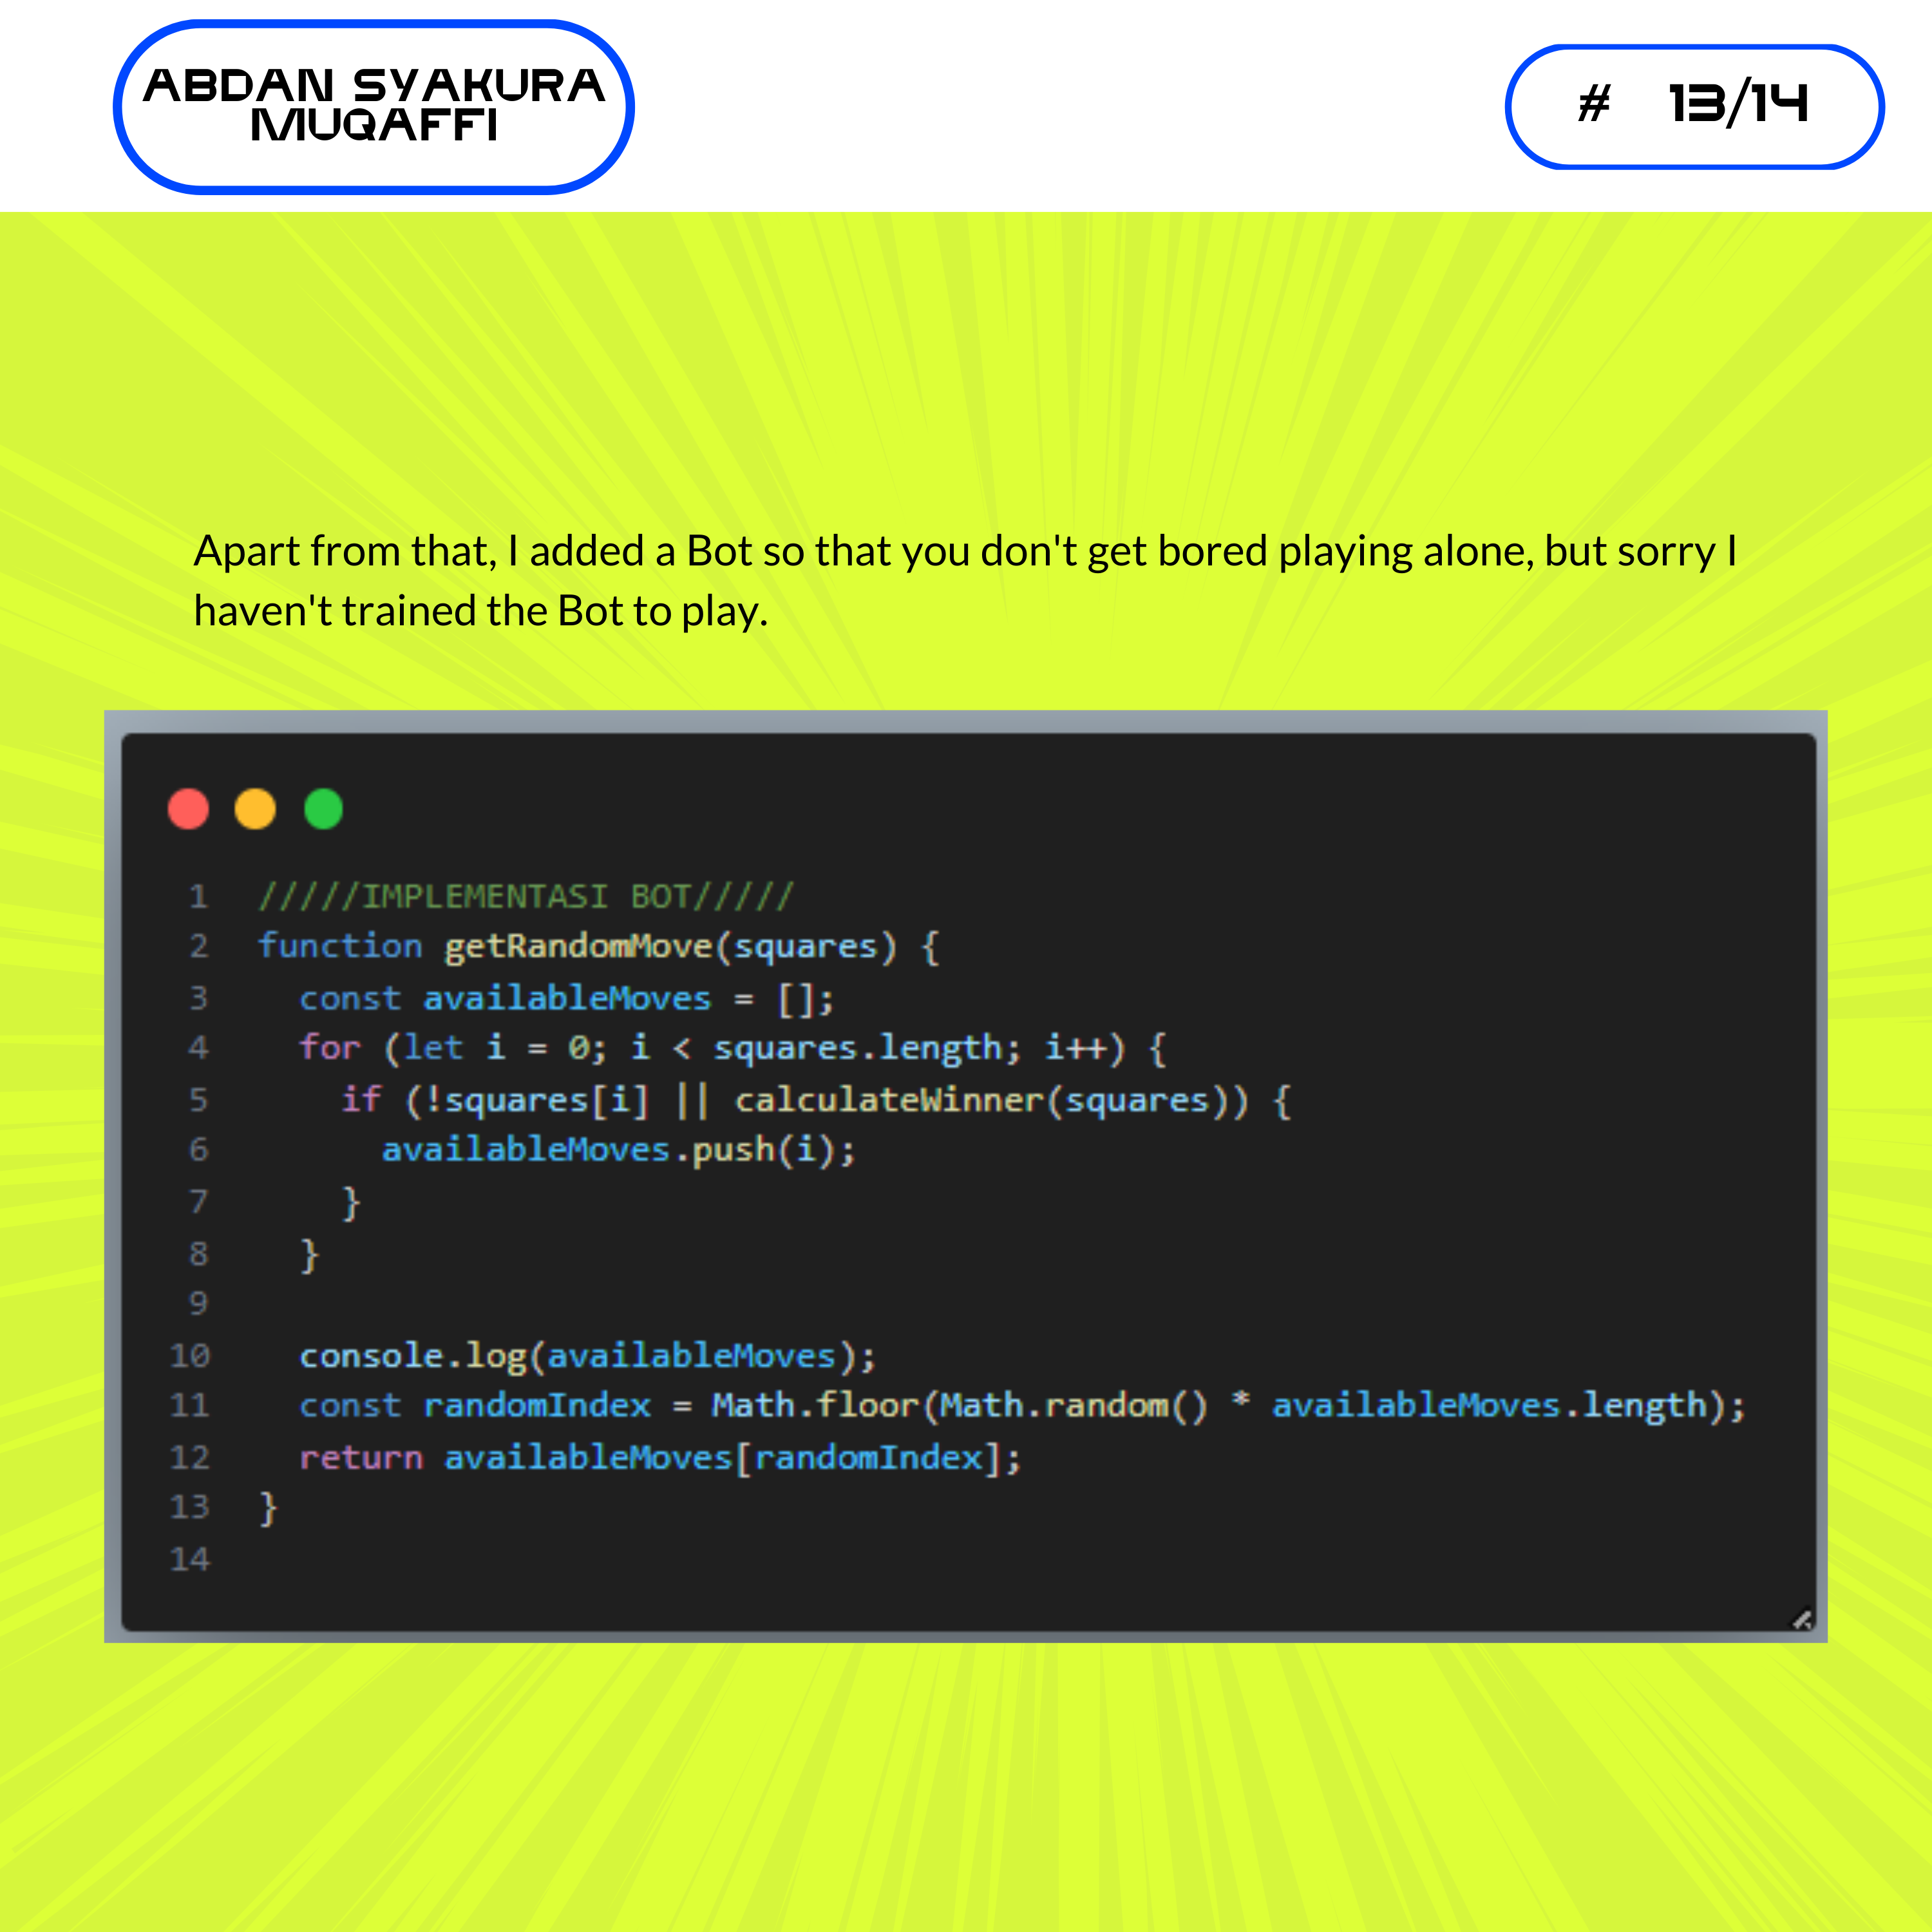 ABDAN SYAKURA
MUQAFFI
# 13/14
Apart from that, I added a Bot so that you don't get bored playing alone, but sorry I
haven't trained the Bot to play.
1 /////IMPLEMENTASI BOT/////
2 function getRandomMove(squares) {
3   const availableMoves = [];
4   for (let i = 0; i < squares.length; i++) {
5     if (!squares[i] || calculateWinner(squares)) {
6       availableMoves.push(i);
7     }
8   }
9
10   console.log(availableMoves);
11   const randomIndex = Math.floor(Math.random() * availableMoves.length);
12   return availableMoves[randomIndex];
13 }
14